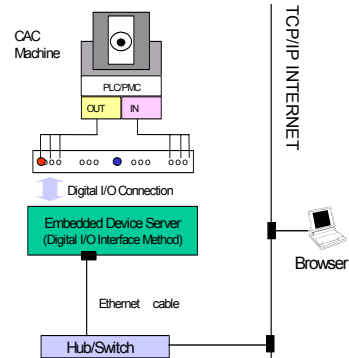 CAC
Machine
PLC/PMC
OUT
IN
Digital I/O Connection
Embedded Device Server
(Digital I/O Interface Method)
Ethernet cable
Hub/Switch
TCP/IP INTERNET
Browser